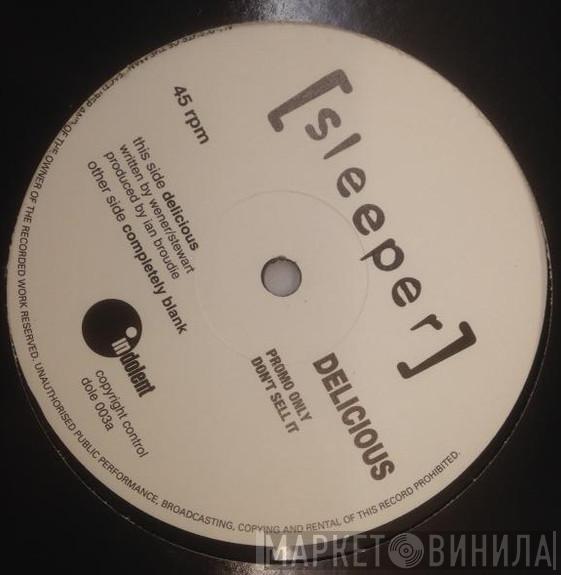 [sleeper]
DELICIOUS
PROMO ONLY
DON'T SELL IT
45 rpm
this side delicious
written by wener/stewart
produced by ian broudie
other side completely blank
indolent
copyright control
dole 003a
OF THE OWNER OF THE RECORDED WORK RESERVED. UNAUTHORISED PUBLIC PERFORMANCE, BROADCASTING, COPYING AND RENTAL OF THIS RECORD PROHIBITED.
МАРКЕТ ВИНИЛА